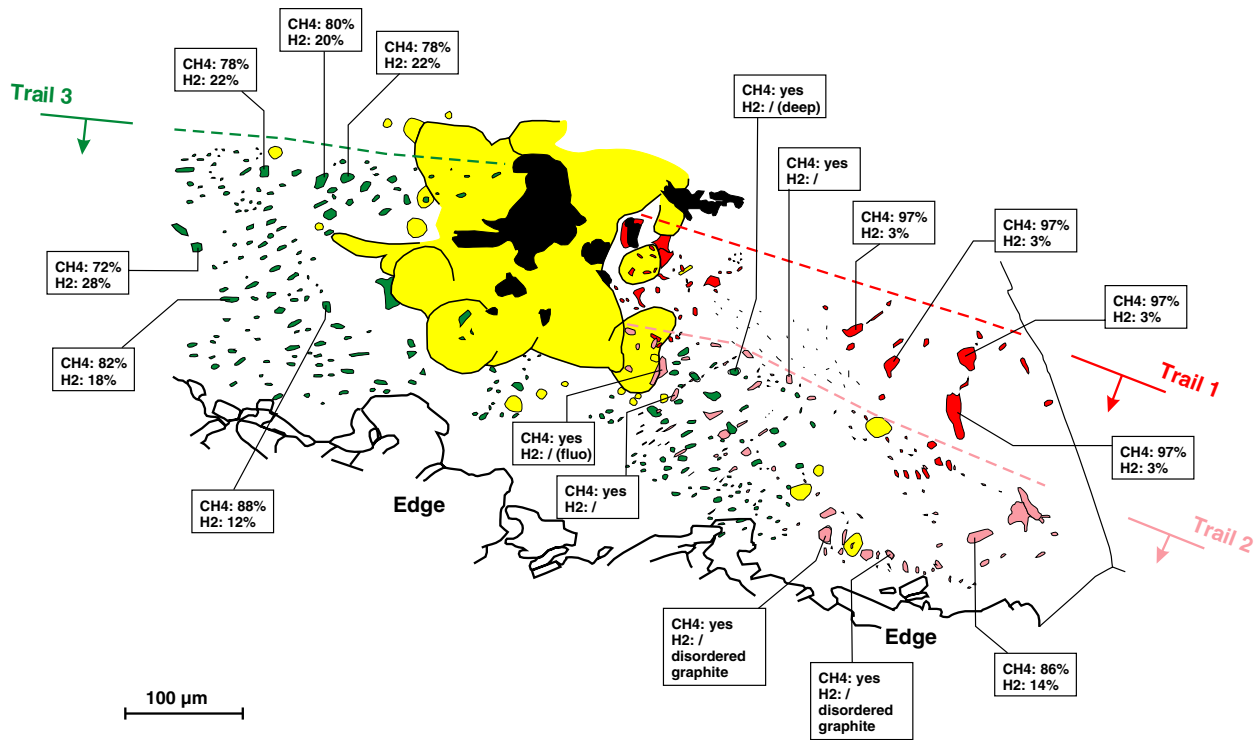 CH4: 80%
H2: 20%
CH4: 78%
H2: 22%
CH4: 78%
H2: 22%
Trail 3
CH4: yes
H2: / (deep)
CH4: yes
H2: /
CH4: 97%
H2: 3%
CH4: 97%
H2: 3%
CH4: 72%
H2: 28%
CH4: 97%
H2: 3%
CH4: 82%
H2: 18%
Trail 1
CH4: yes
H2: / (fluo)
CH4: 97%
H2: 3%
CH4: yes
H2: /
CH4: 88%
H2: 12%
Edge
Trail 2
CH4: yes
H2: /
disordered
graphite
Edge
CH4: yes
H2: /
disordered
graphite
CH4: 86%
H2: 14%
100 µm